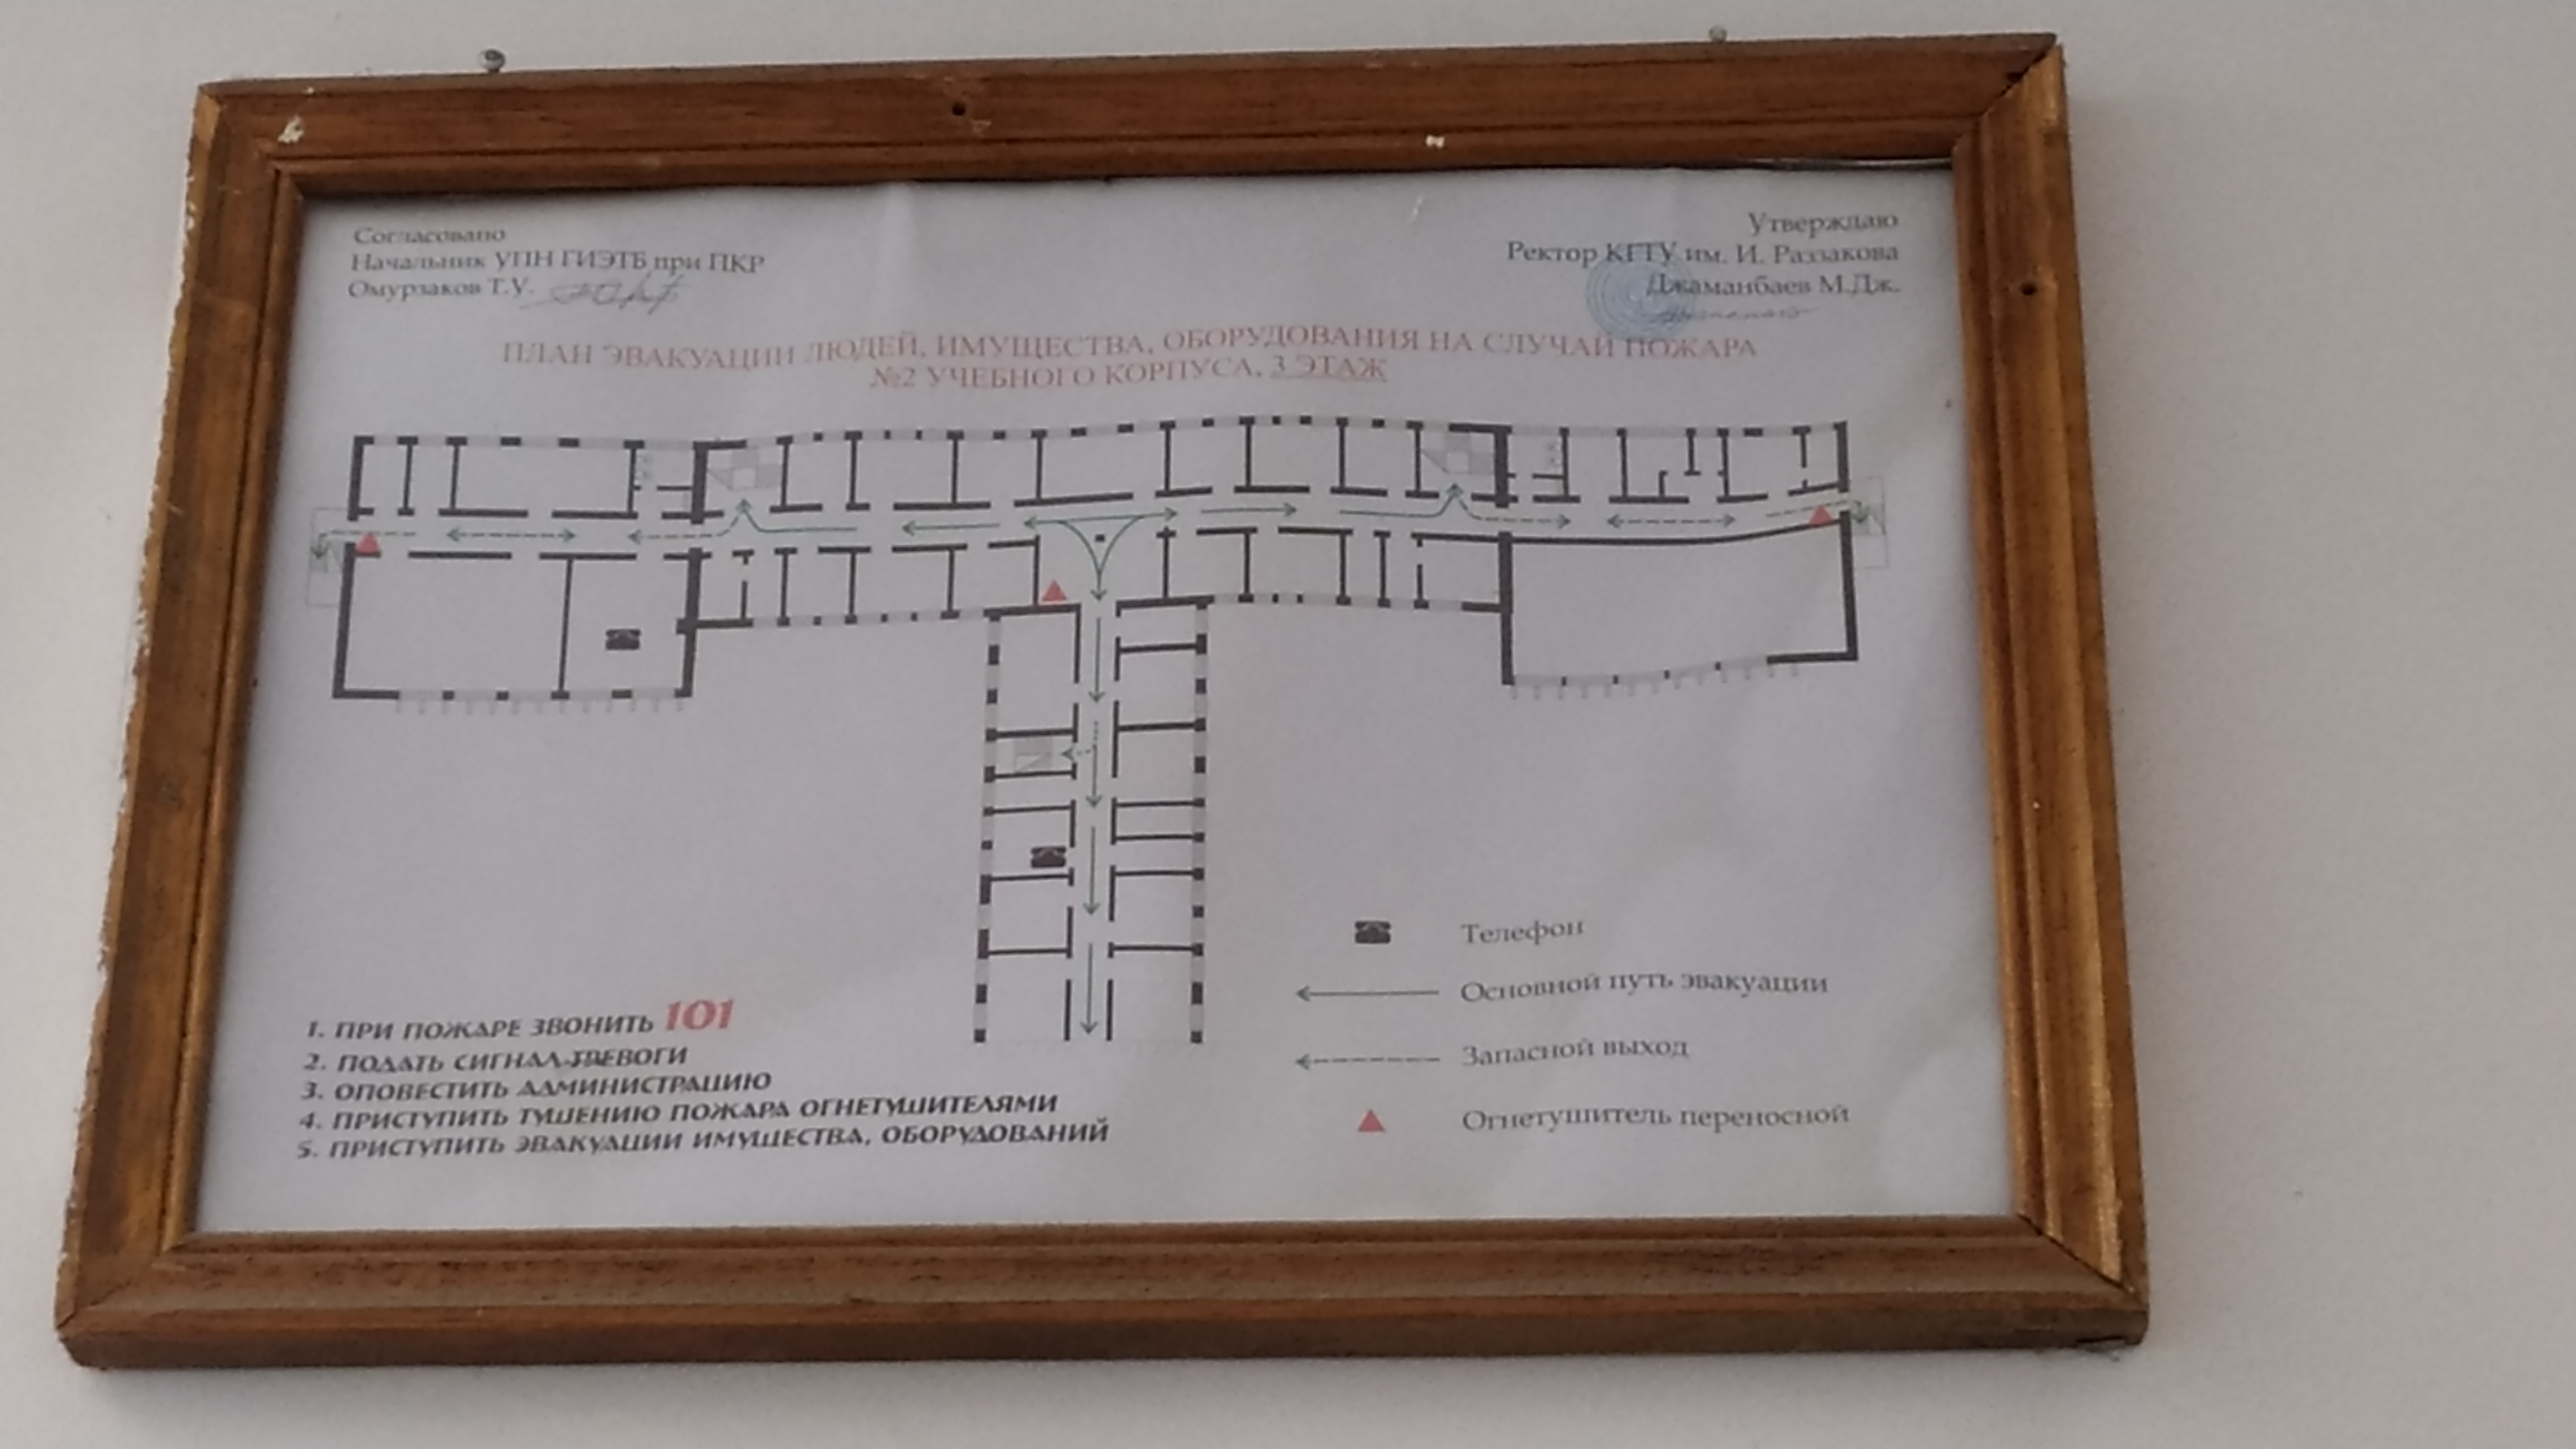 Согласовано
Начальник УПН ГИЭТБ при ПКР
Омурзаков Т.У.
Утверждаю
Ректор КГТУ им. И. Раззакова
Джаманбаев М.Дж.
ПЛАН ЭВАКУАЦИИ ЛЮДЕЙ, ИМУЩЕСТВА, ОБОРУДОВАНИЯ НА СЛУЧАЙ ПОЖАРА
№2 УЧЕБНОГО КОРПУСА, 3 ЭТАЖ
Телефон
Основной путь эвакуации
Запасной выход
Огнетушитель переносной
1. ПРИ ПОЖАРЕ ЗВОНИТЬ 101
2. ПОДАТЬ СИГНАЛ ТРЕВОГИ
3. ОПОВЕСТИТЬ АДМИНИСТРАЦИЮ
4. ПРИСТУПИТЬ ТУШЕНИЮ ПОЖАРА ОГНЕТУШИТЕЛЯМИ
5. ПРИСТУПИТЬ ЭВАКУАЦИИ ИМУЩЕСТВА, ОБОРУДОВАНИЙ